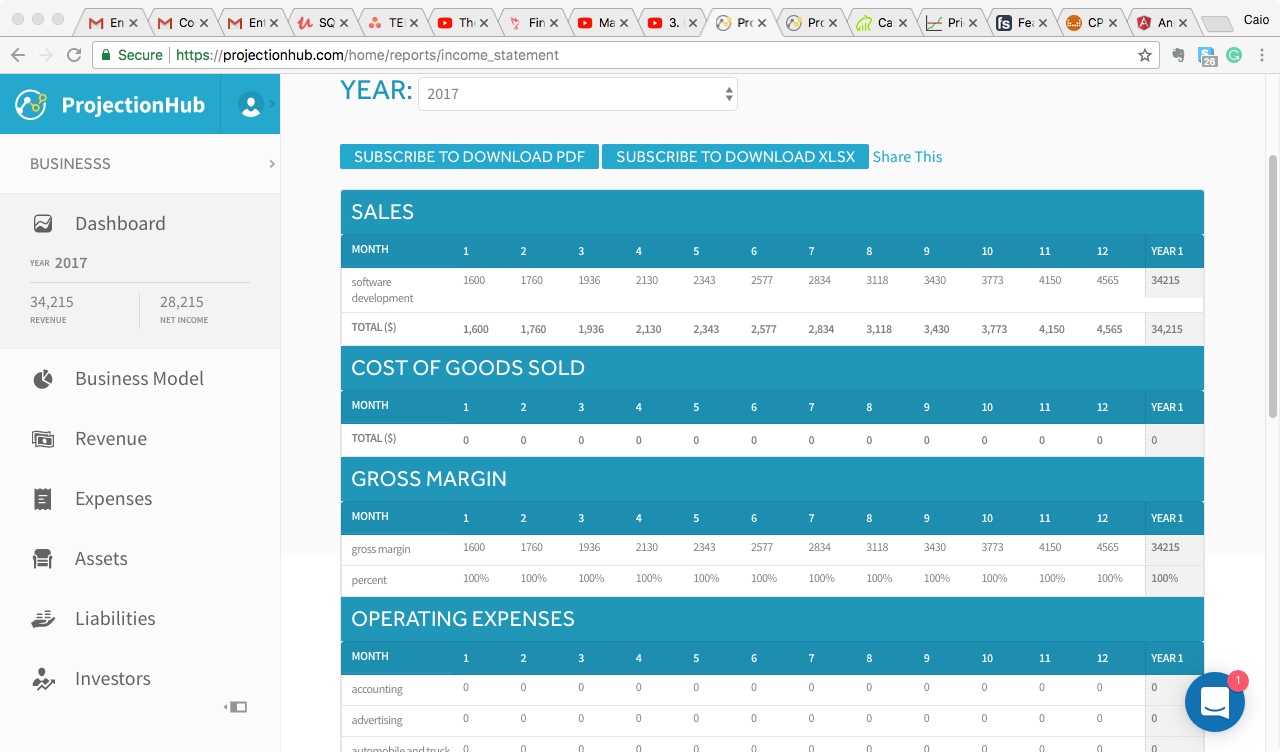 En
Co
Ent
SQ
TE
The
Fin
Ma
3.
Pro
Pro
Ca
Pri
Fea
CP
An
Caio
Secure https://projectionhub.com/home/reports/income_statement
26
ProjectionHub
BUSINESSS
Dashboard
YEAR 2017
34,215 28,215
REVENUE NET INCOME
Business Model
Revenue
Expenses
Assets
Liabilities
Investors
YEAR: 2017
SUBSCRIBE TO DOWNLOAD PDF SUBSCRIBE TO DOWNLOAD XLSX Share This
SALES
MONTH 1 2 3 4 5 6 7 8 9 10 11 12 YEAR 1
software development 1600 1760 1936 2130 2343 2577 2834 3118 3430 3773 4150 4565 34215
TOTAL ($) 1,600 1,760 1,936 2,130 2,343 2,577 2,834 3,118 3,430 3,773 4,150 4,565 34,215
COST OF GOODS SOLD
MONTH 1 2 3 4 5 6 7 8 9 10 11 12 YEAR 1
TOTAL ($) 0 0 0 0 0 0 0 0 0 0 0 0 0
GROSS MARGIN
MONTH 1 2 3 4 5 6 7 8 9 10 11 12 YEAR 1
gross margin 1600 1760 1936 2130 2343 2577 2834 3118 3430 3773 4150 4565 34215
percent 100% 100% 100% 100% 100% 100% 100% 100% 100% 100% 100% 100% 100%
OPERATING EXPENSES
MONTH 1 2 3 4 5 6 7 8 9 10 11 12 YEAR 1
accounting 0 0 0 0 0 0 0 0 0 0 0 0 0
advertising 0 0 0 0 0 0 0 0 0 0 0 0 0
automobile and truck 0 0 0 0 0 0 0 0 0 0 0 0 0
1